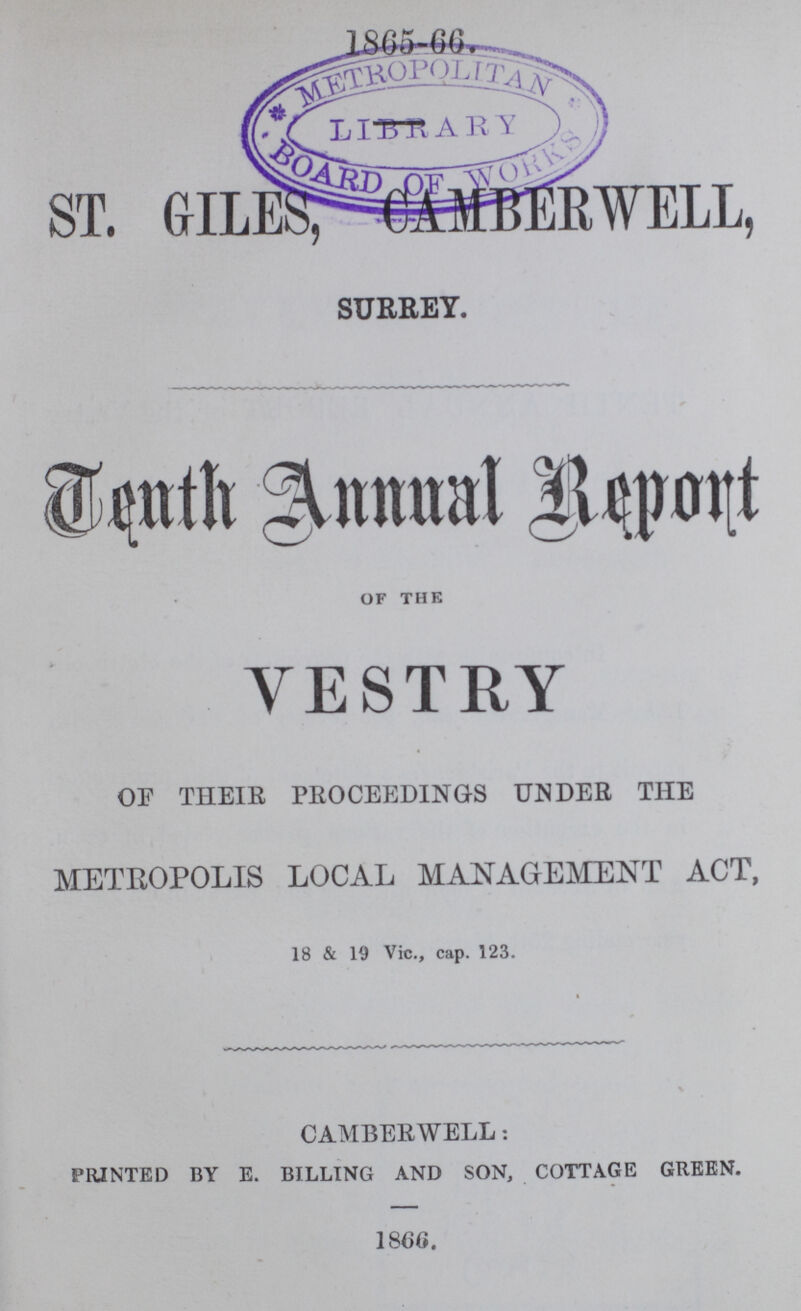 1865-66.
METROPOLITAN
LIBRARY
BOARD OF WORKS
ST. GILES, CAMBERWELL,
SURREY.
Tenth Annual Report
OF THE
VESTRY
OF THEIR PROCEEDINGS UNDER THE
METROPOLIS LOCAL MANAGEMENT ACT,
18 & 19 Vic., cap. 123.
CAMBERWELL:
PRINTED BY E. BILLING AND SON, COTTAGE GREEN.
1866.